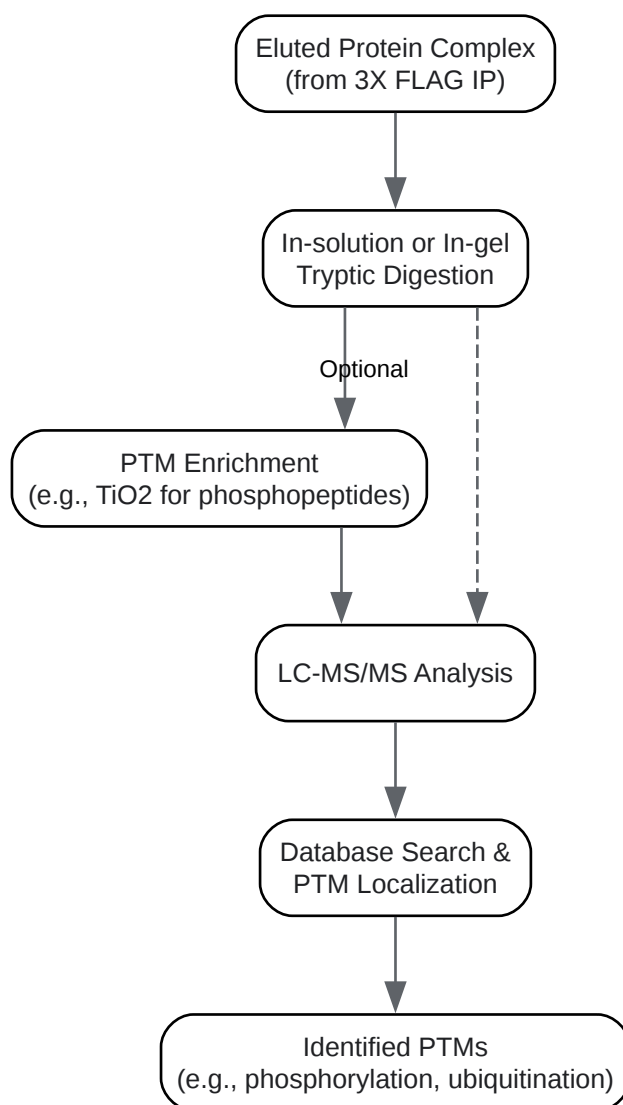 Eluted Protein Complex
(from 3X FLAG IP)
In-solution or In-gel
Tryptic Digestion
Optional
PTM Enrichment
(e.g., TiO2 for phosphopeptides)
LC-MS/MS Analysis
Database Search &
PTM Localization
Identified PTMs
(e.g., phosphorylation, ubiquitination)